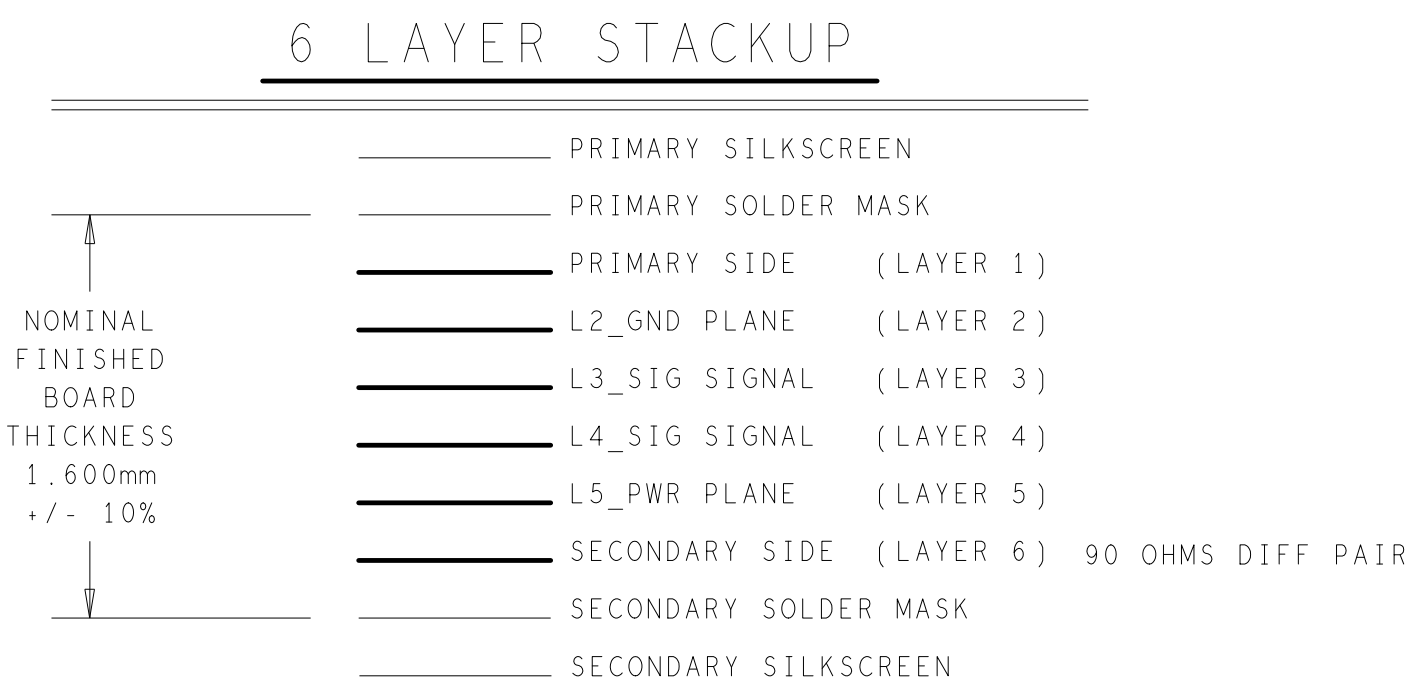 6 LAYER STACKUP
PRIMARY SILKSCREEN
PRIMARY SOLDER MASK
PRIMARY SIDE (LAYER 1)
L2_GND PLANE (LAYER 2)
L3_SIG SIGNAL (LAYER 3)
L4_SIG SIGNAL (LAYER 4)
L5_PWR PLANE (LAYER 5)
SECONDARY SIDE (LAYER 6) 90 OHMS DIFF PAIR
SECONDARY SOLDER MASK
SECONDARY SILKSCREEN
NOMINAL
FINISHED
BOARD
THICKNESS
1.600mm
+/- 10%